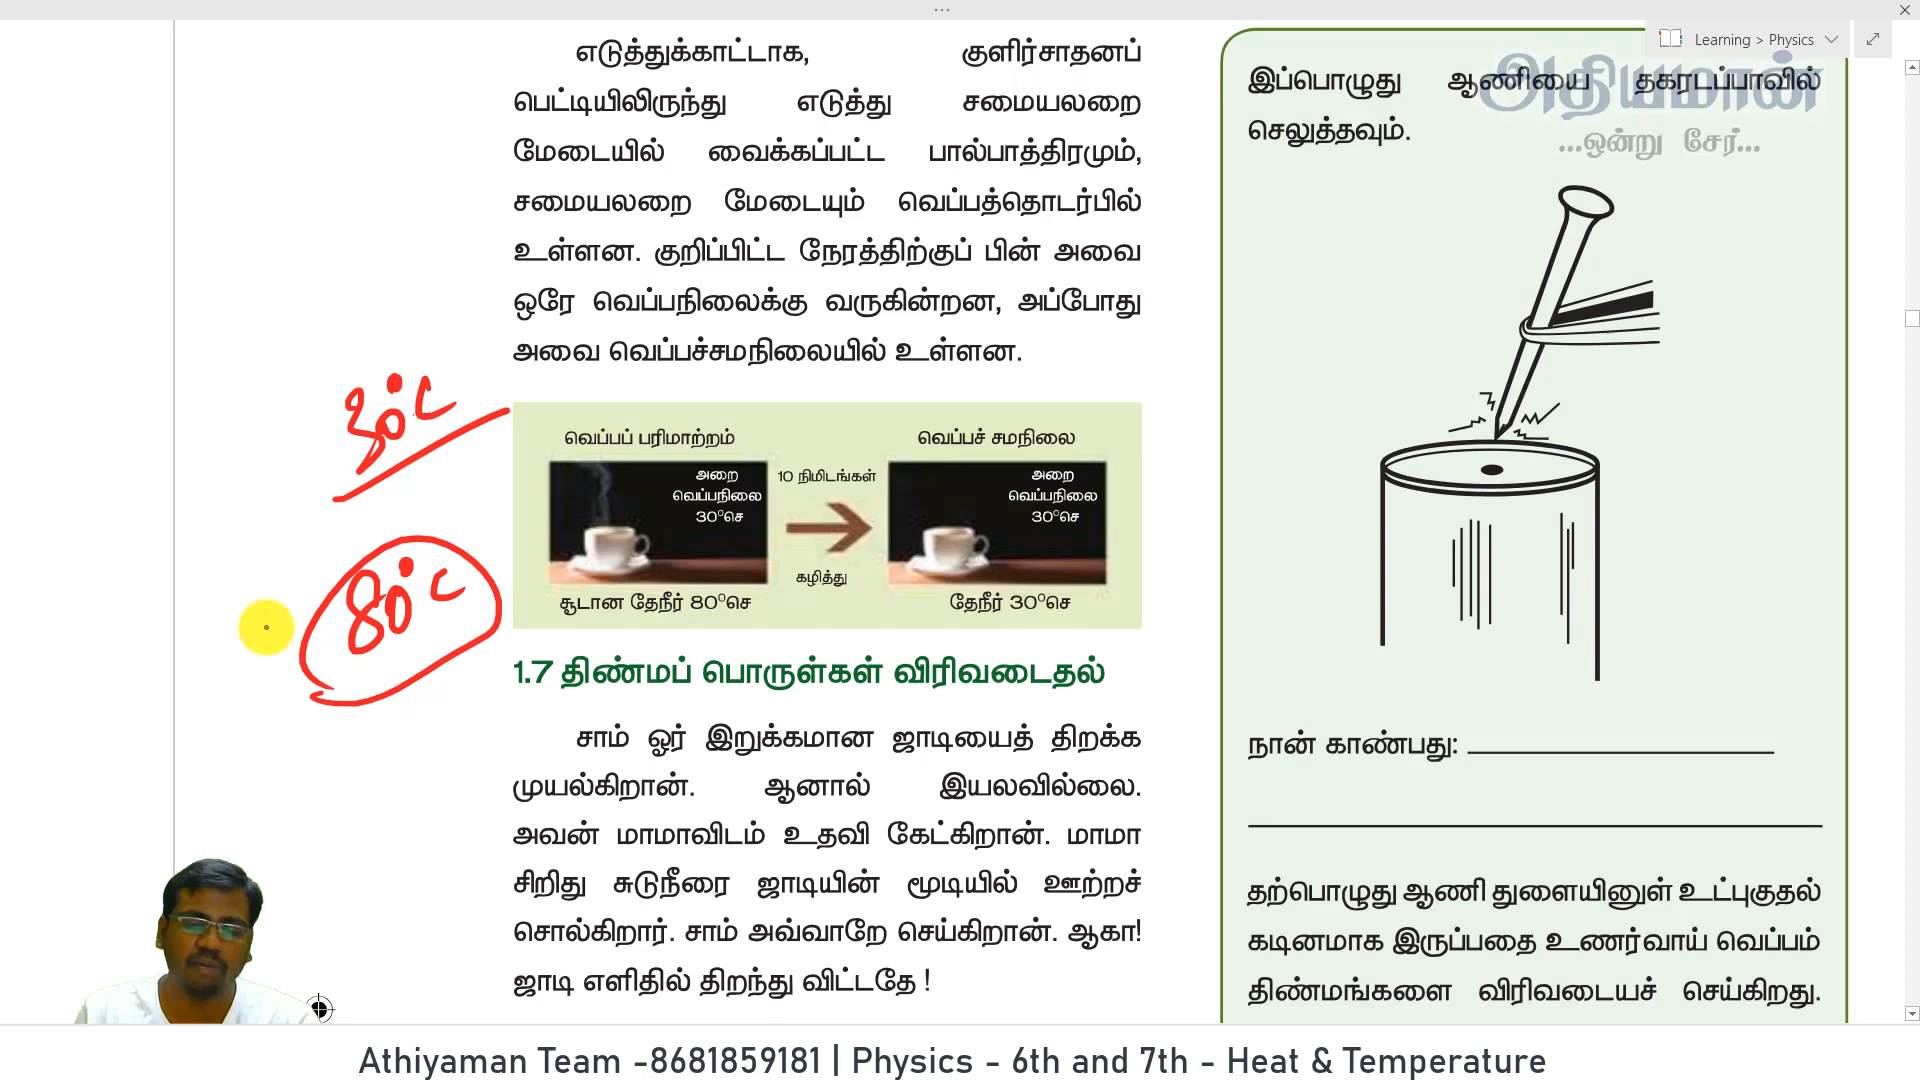 Learning > Physics
அதியமான்
...ஒன்று சேர்...
எடுத்துக்காட்டாக, குளிர்சாதனப்
பெட்டியிலிருந்து எடுத்து சமையலறை
மேடையில் வைக்கப்பட்ட பால்பாத்திரமும்,
சமையலறை மேடையும் வெப்பத்தொடர்பில்
உள்ளன. குறிப்பிட்ட நேரத்திற்குப் பின் அவை
ஒரே வெப்பநிலைக்கு வருகின்றன, அப்போது
அவை வெப்பச்சமநிலையில் உள்ளன.
30°C
80°C
வெப்பப் பரிமாற்றம்
அறை
வெப்பநிலை
30°செ
சூடான தேநீர் 80°செ
10 நிமிடங்கள்
கழித்து
வெப்பச் சமநிலை
அறை
வெப்பநிலை
30°செ
தேநீர் 30°செ
1.7 திண்மப் பொருள்கள் விரிவடைதல்
சாம் ஓர் இறுக்கமான ஜாடியைத் திறக்க
முயல்கிறான். ஆனால் இயலவில்லை.
அவன் மாமாவிடம் உதவி கேட்கிறான். மாமா
சிறிது சுடுநீரை ஜாடியின் மூடியில் ஊற்றச்
சொல்கிறார். சாம் அவ்வாறே செய்கிறான். ஆகா!
ஜாடி எளிதில் திறந்து விட்டதே !
இப்பொழுது ஆணியை தகரடப்பாவில்
செலுத்தவும்.
நான் காண்பது:
தற்பொழுது ஆணி துளையினுள் உட்புகுதல்
கடினமாக இருப்பதை உணர்வாய் வெப்பம்
திண்மங்களை விரிவடையச் செய்கிறது.
Athiyaman Team -8681859181 | Physics - 6th and 7th - Heat & Temperature